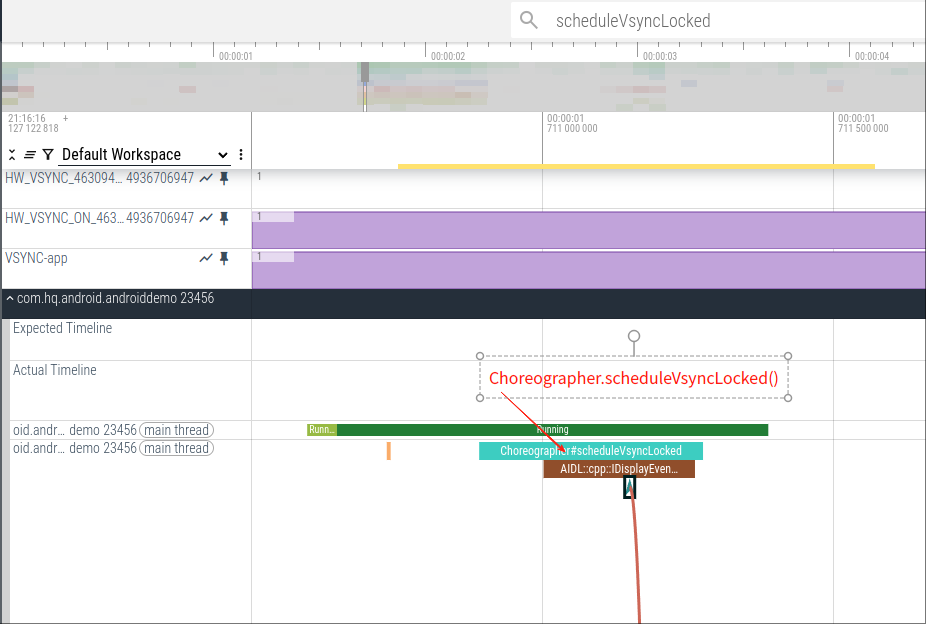 scheduleVsyncLocked
00:00:01
00:00:02
00:00:03
00:00:04
21:16:16 +
127 122 818
00:00:01
711 000 000
00:00:01
711 500 000
Default Workspace
HW_VSYNC_463094... 4936706947
1
HW_VSYNC_ON_463... 4936706947
1
VSYNC-app
1
com.hq.android.androiddemo 23456
Expected Timeline
Actual Timeline
Choreographer.scheduleVsyncLocked()
oid.andr... demo 23456 main thread
Runn...
Running
oid.andr... demo 23456 main thread
Choreographer#scheduleVsyncLocked
AIDL::cpp::IDisplayEven...